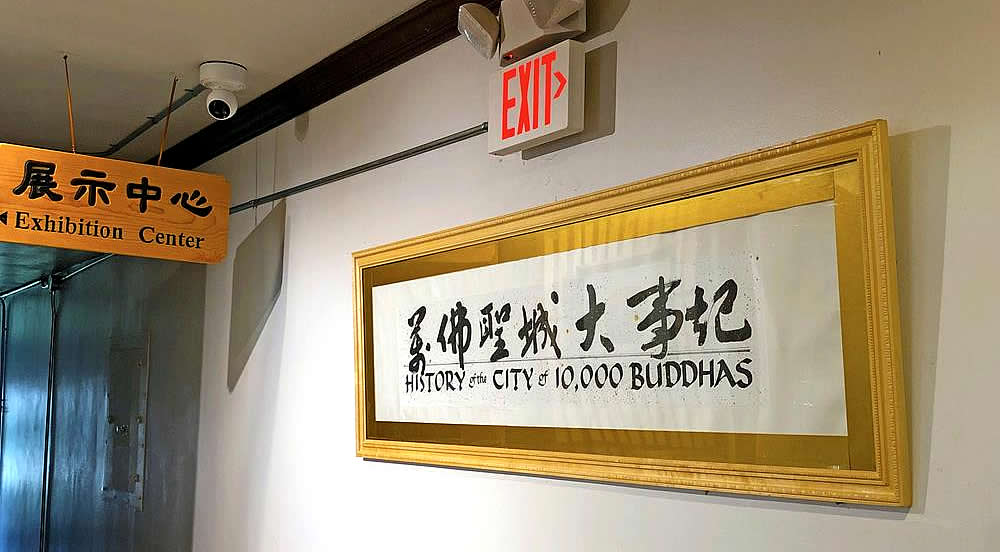 展示中心
Exhibition Center
EXIT
萬佛聖城大事記
HISTORY of the CITY of 10,000 BUDDHAS